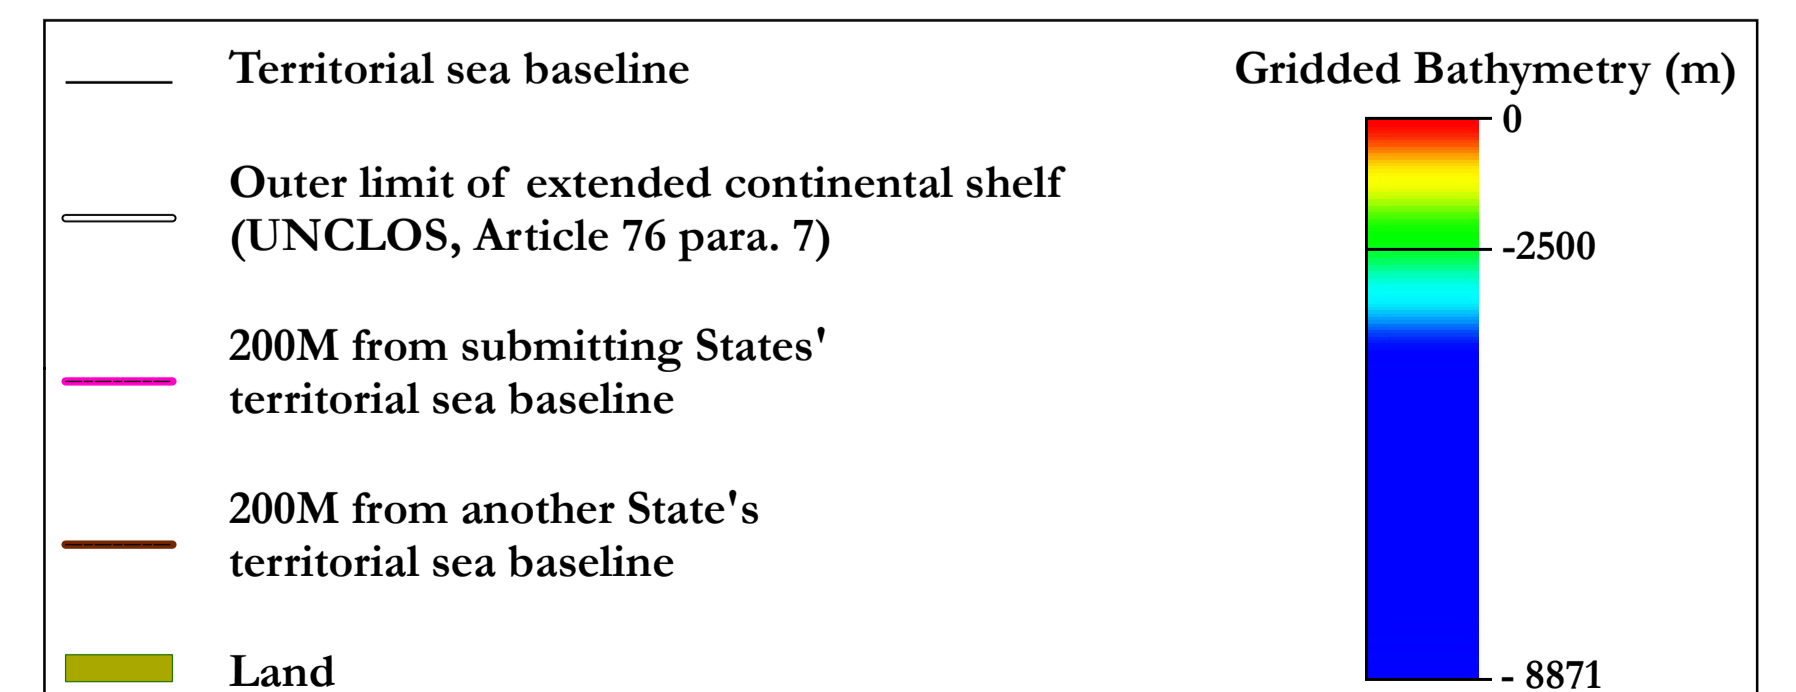 Territorial sea baseline
Outer limit of extended continental shelf
(UNCLOS, Article 76 para. 7)
200M from submitting States'
territorial sea baseline
200M from another State's
territorial sea baseline
Land
Gridded Bathymetry (m)
0
-2500
- 8871